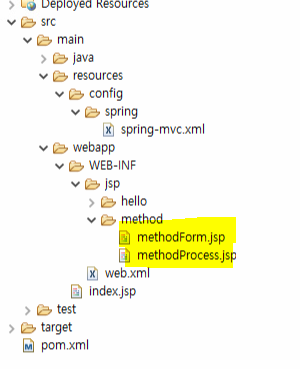 Deployed Resources
src
main
java
resources
config
spring
spring-mvc.xml
webapp
WEB-INF
jsp
hello
method
methodForm.jsp
methodProcess.jsp
web.xml
index.jsp
test
target
pom.xml